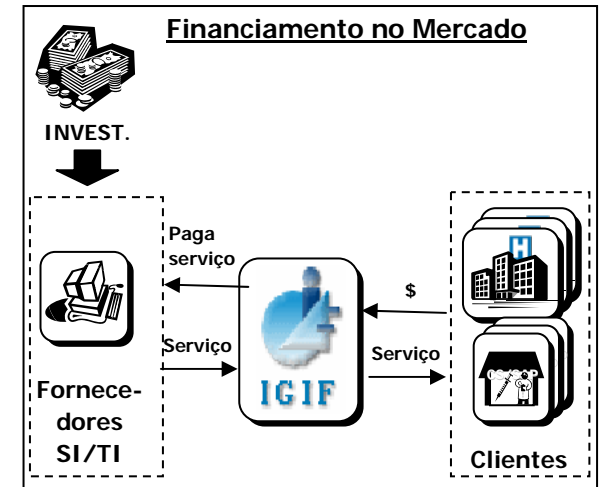 Financiamento no Mercado
INVEST.
Paga
serviço
$
H
Serviço
Serviço
IGIF
Fornece-
dores
SI/TI
Clientes